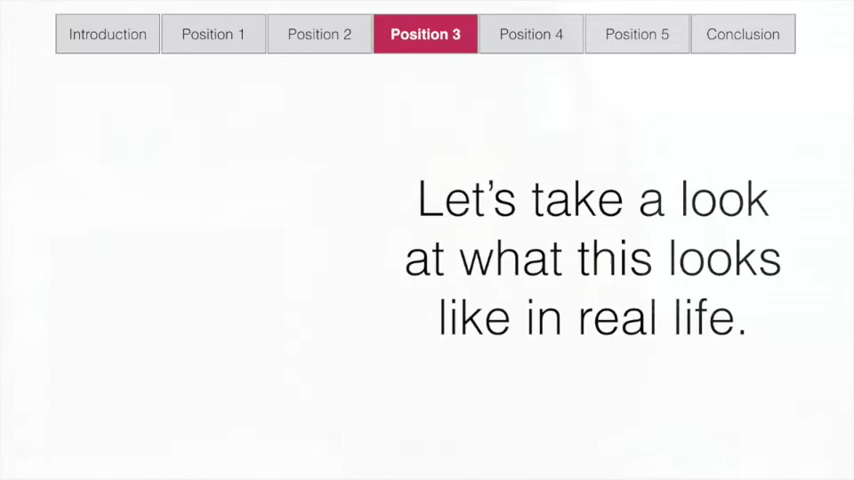 Introduction Position 1 Position 2 Position 3 Position 4 Position 5 Conclusion
Let's take a look
at what this looks
like in real life.